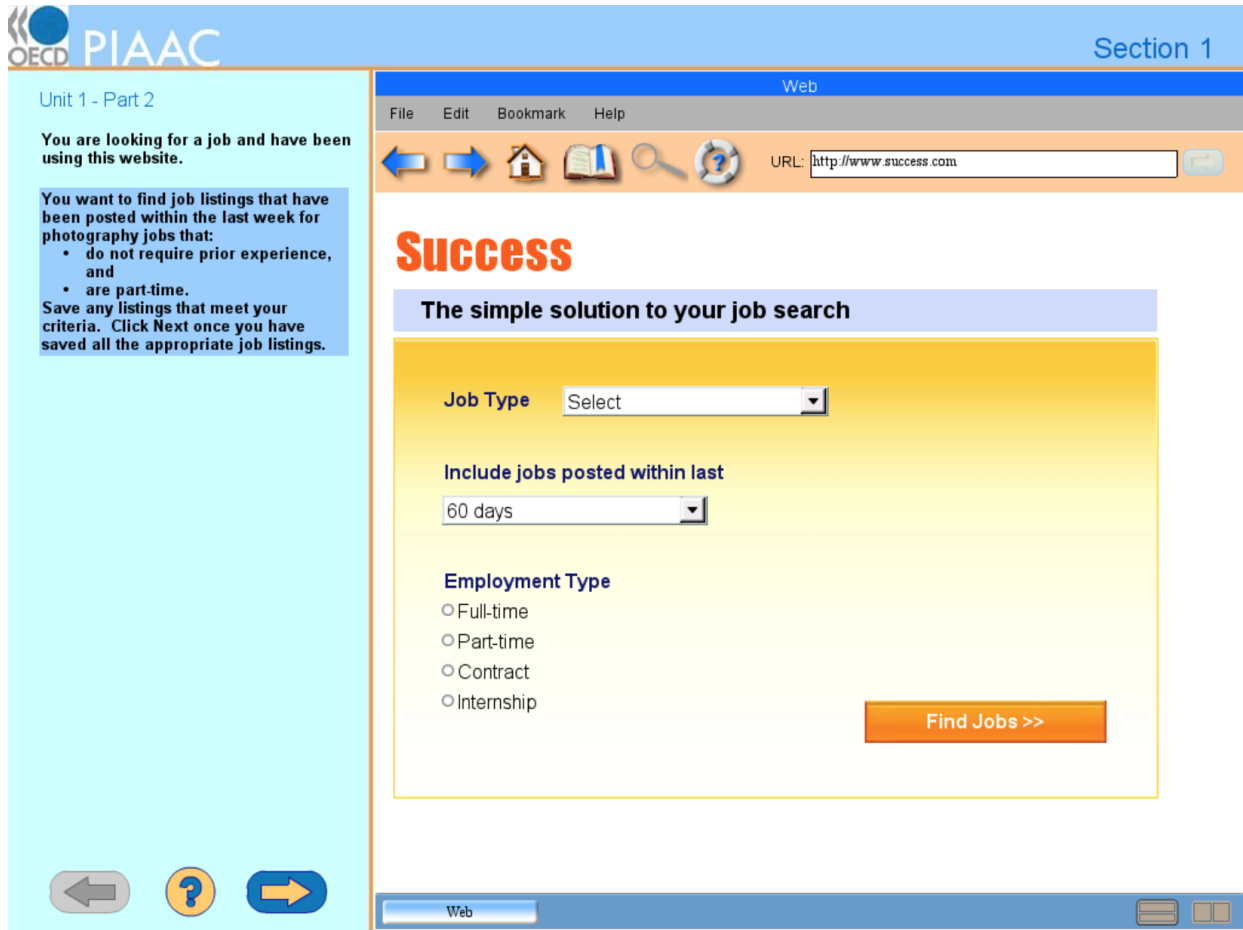 OECD PIAAC
Section 1
Unit 1 - Part 2
You are looking for a job and have been
using this website.
You want to find job listings that have
been posted within the last week for
photography jobs that:
• do not require prior experience,
and
• are part-time.
Save any listings that meet your
criteria. Click Next once you have
saved all the appropriate job listings.
?
Web
File Edit Bookmark Help
? URL: http://www.success.com
Success
The simple solution to your job search
Job Type Select
Include jobs posted within last
60 days
Employment Type
Full-time
Part-time
Contract
Internship
Find Jobs >>
Web